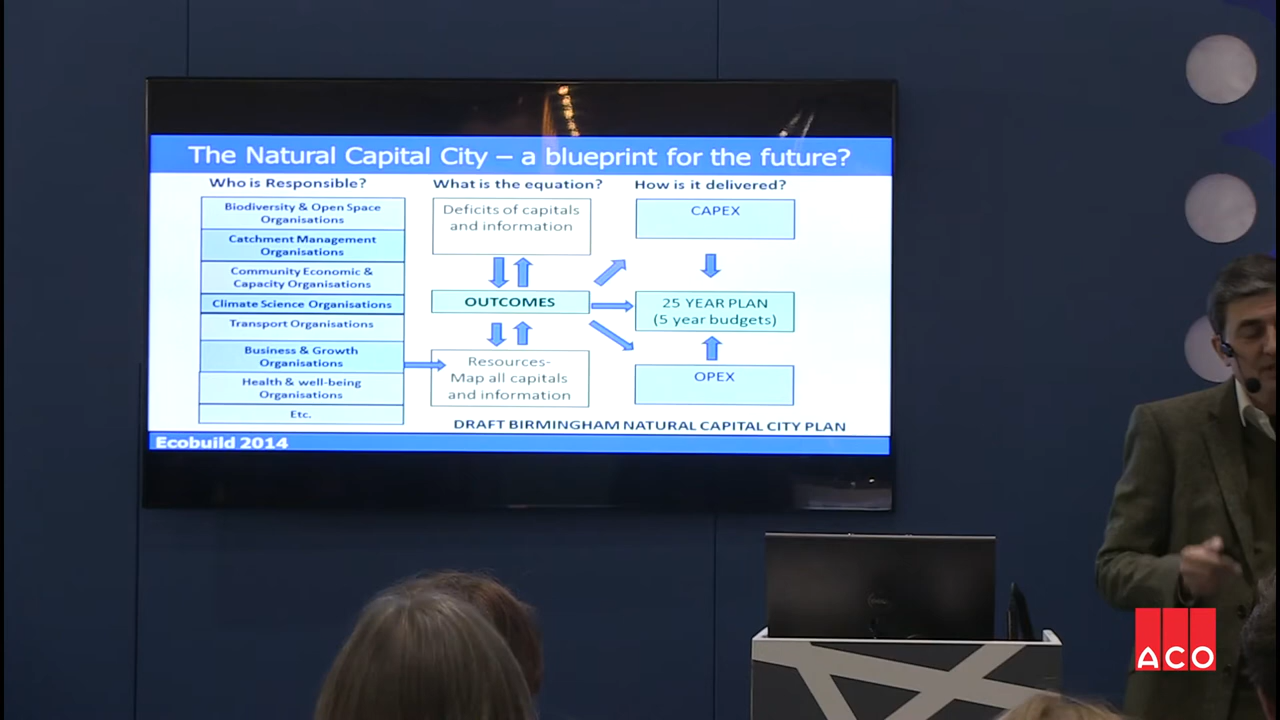 The Natural Capital City – a blueprint for the future?
Who is Responsible?
Biodiversity & Open Space
Organisations
Catchment Management
Organisations
Community Economic &
Capacity Organisations
Climate Science Organisations
Transport Organisations
Business & Growth
Organisations
Health & well-being
Organisations
Etc.
What is the equation?
Deficits of capitals
and information
OUTCOMES
Resources-
Map all capitals
and information
How is it delivered?
CAPEX
25 YEAR PLAN
(5 year budgets)
OPEX
DRAFT BIRMINGHAM NATURAL CAPITAL CITY PLAN
Ecobuild 2014
ACO